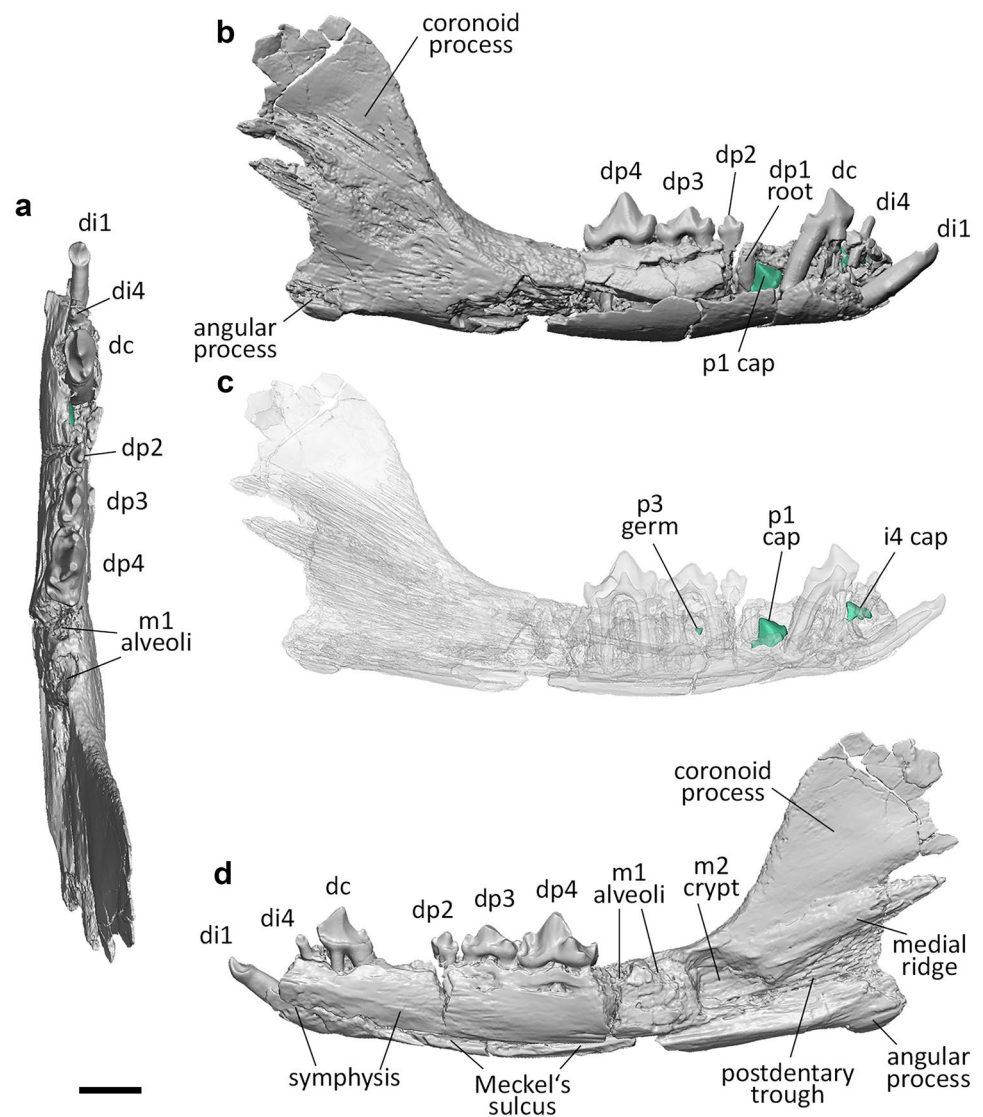 a
di1
di4
dc
dp2
dp3
dp4
m1
alveoli
b
coronoid
process
dp4
dp3
dp2
dp1
root
dc
di4
di1
angular
process
p1 cap
c
p3
germ
p1
cap
i4 cap
d
di1
di4
dc
dp2
dp3
dp4
m1
alveoli
m2
crypt
coronoid
process
medial
ridge
symphysis
Meckel‘s
sulcus
postdentary
trough
angular
process